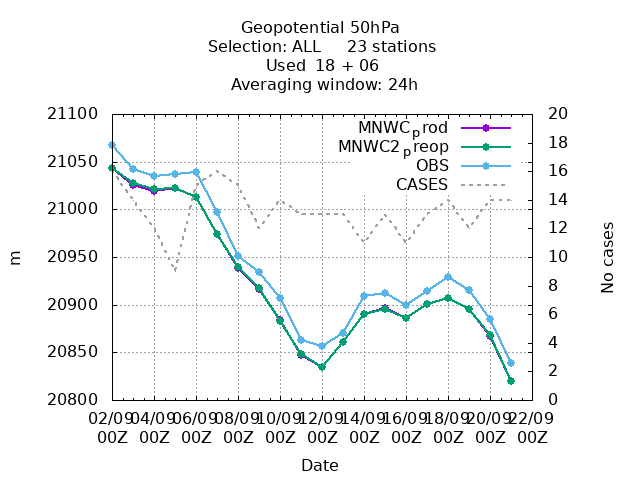 Geopotential 50hPa
Selection: ALL     23 stations
Used  18 + 06
Averaging window: 24h
21100
21050
21000
20950
20900
20850
20800
m
20
18
16
14
12
10
8
6
4
2
0
No cases
MNWC_prod
MNWC2_preop
OBS
CASES
02/09 04/09 06/09 08/09 10/09 12/09 14/09 16/09 18/09 20/09 22/09
00Z 00Z 00Z 00Z 00Z 00Z 00Z 00Z 00Z 00Z 00Z
Date